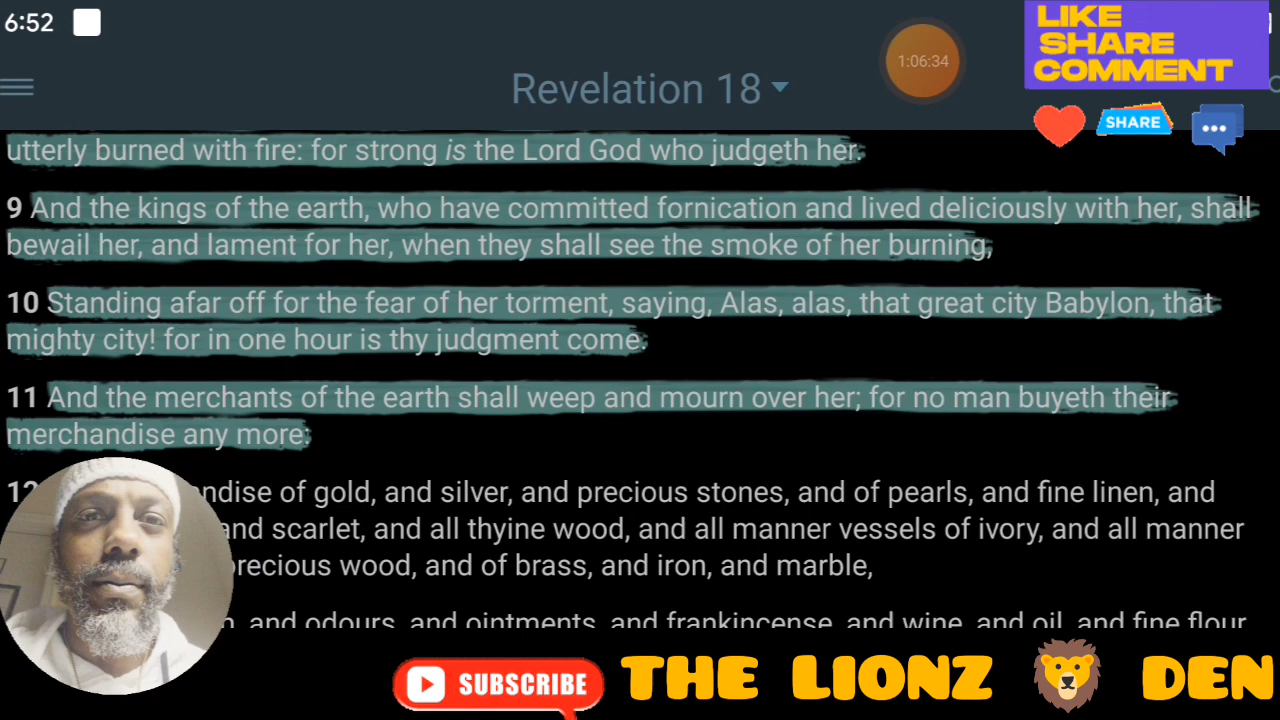 6:52
1:06:34
LIKE
SHARE
COMMENT
Revelation 18
SHARE
utterly burned with fire: for strong is the Lord God who judgeth her.
9 And the kings of the earth, who have committed fornication and lived deliciously with her, shall
bewail her, and lament for her, when they shall see the smoke of her burning,
10 Standing afar off for the fear of her torment, saying, Alas, alas, that great city Babylon, that
mighty city! for in one hour is thy judgment come.
11 And the merchants of the earth shall weep and mourn over her; for no man buyeth their
merchandise any more:
of gold, and silver, and precious stones, and of pearls, and fine linen, and
and scarlet, and all thyine wood, and all manner vessels of ivory, and all manner
precious wood, and of brass, and iron, and marble,
and odours, and ointments, and frankincense, and wine, and oil, and fine flour
SUBSCRIBE
THE LIONZ DEN